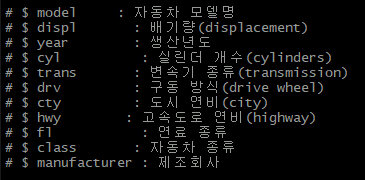 # $ model : 자동차 모델명
# $ displ : 배기량(displacement)
# $ year : 생산년도
# $ cyl : 실린더 개수(cylinders)
# $ trans : 변속기 종류(transmission)
# $ drv : 구동 방식(drive wheel)
# $ cty : 도시 연비(city)
# $ hwy : 고속도로 연비(highway)
# $ fl : 연료 종류
# $ class : 자동차 종류
# $ manufacturer : 제조회사